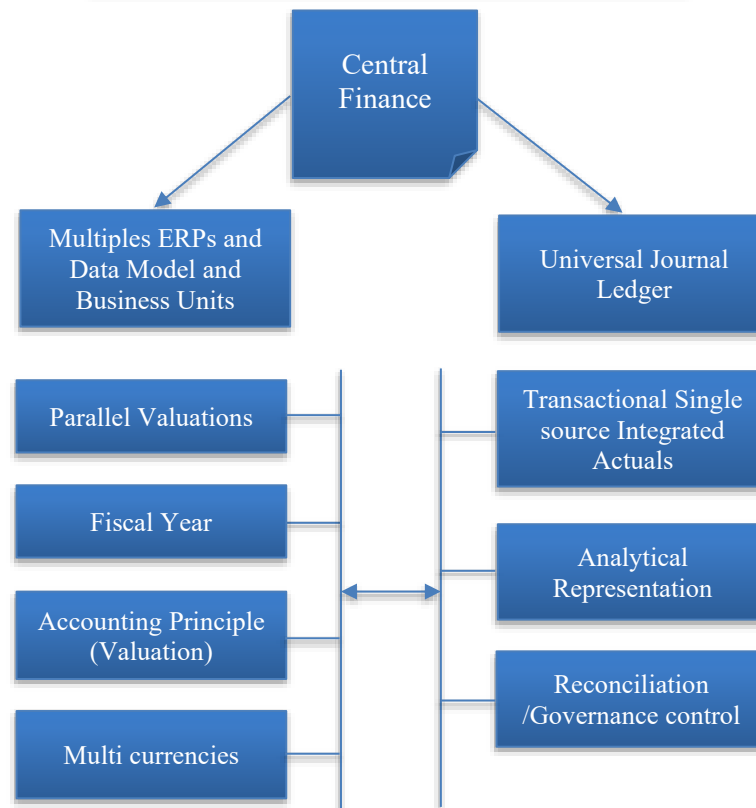 Central
Finance
Multiples ERPs and
Data Model and
Business Units
Universal Journal
Ledger
Parallel Valuations
Fiscal Year
Accounting Principle
(Valuation)
Multi currencies
Transactional Single
source Integrated
Actuals
Analytical
Representation
Reconciliation
/Governance control